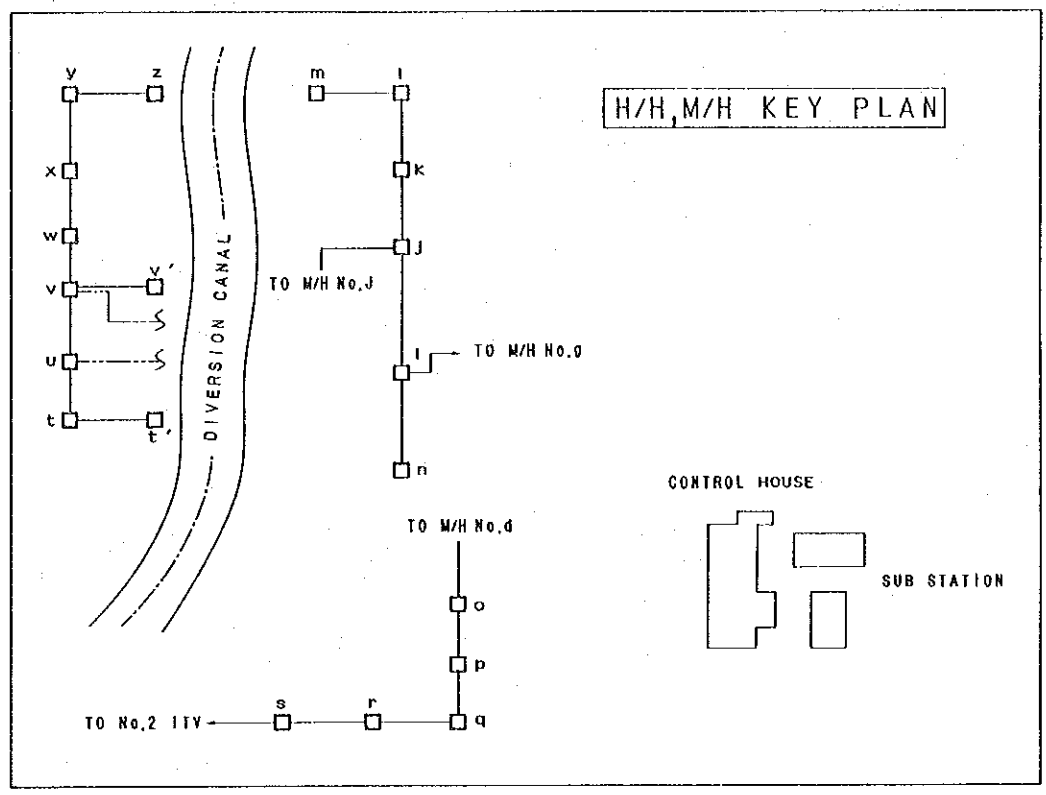 y z m l
H/H,M/H KEY PLAN
x k
w j
v v' TO M/H No,J
DIVERSION CANAL
i TO M/H No,g
u
t t'
n
CONTROL HOUSE
TO M/H No,d
SUB STATION
o
p
s r q
TO No,2 ITV